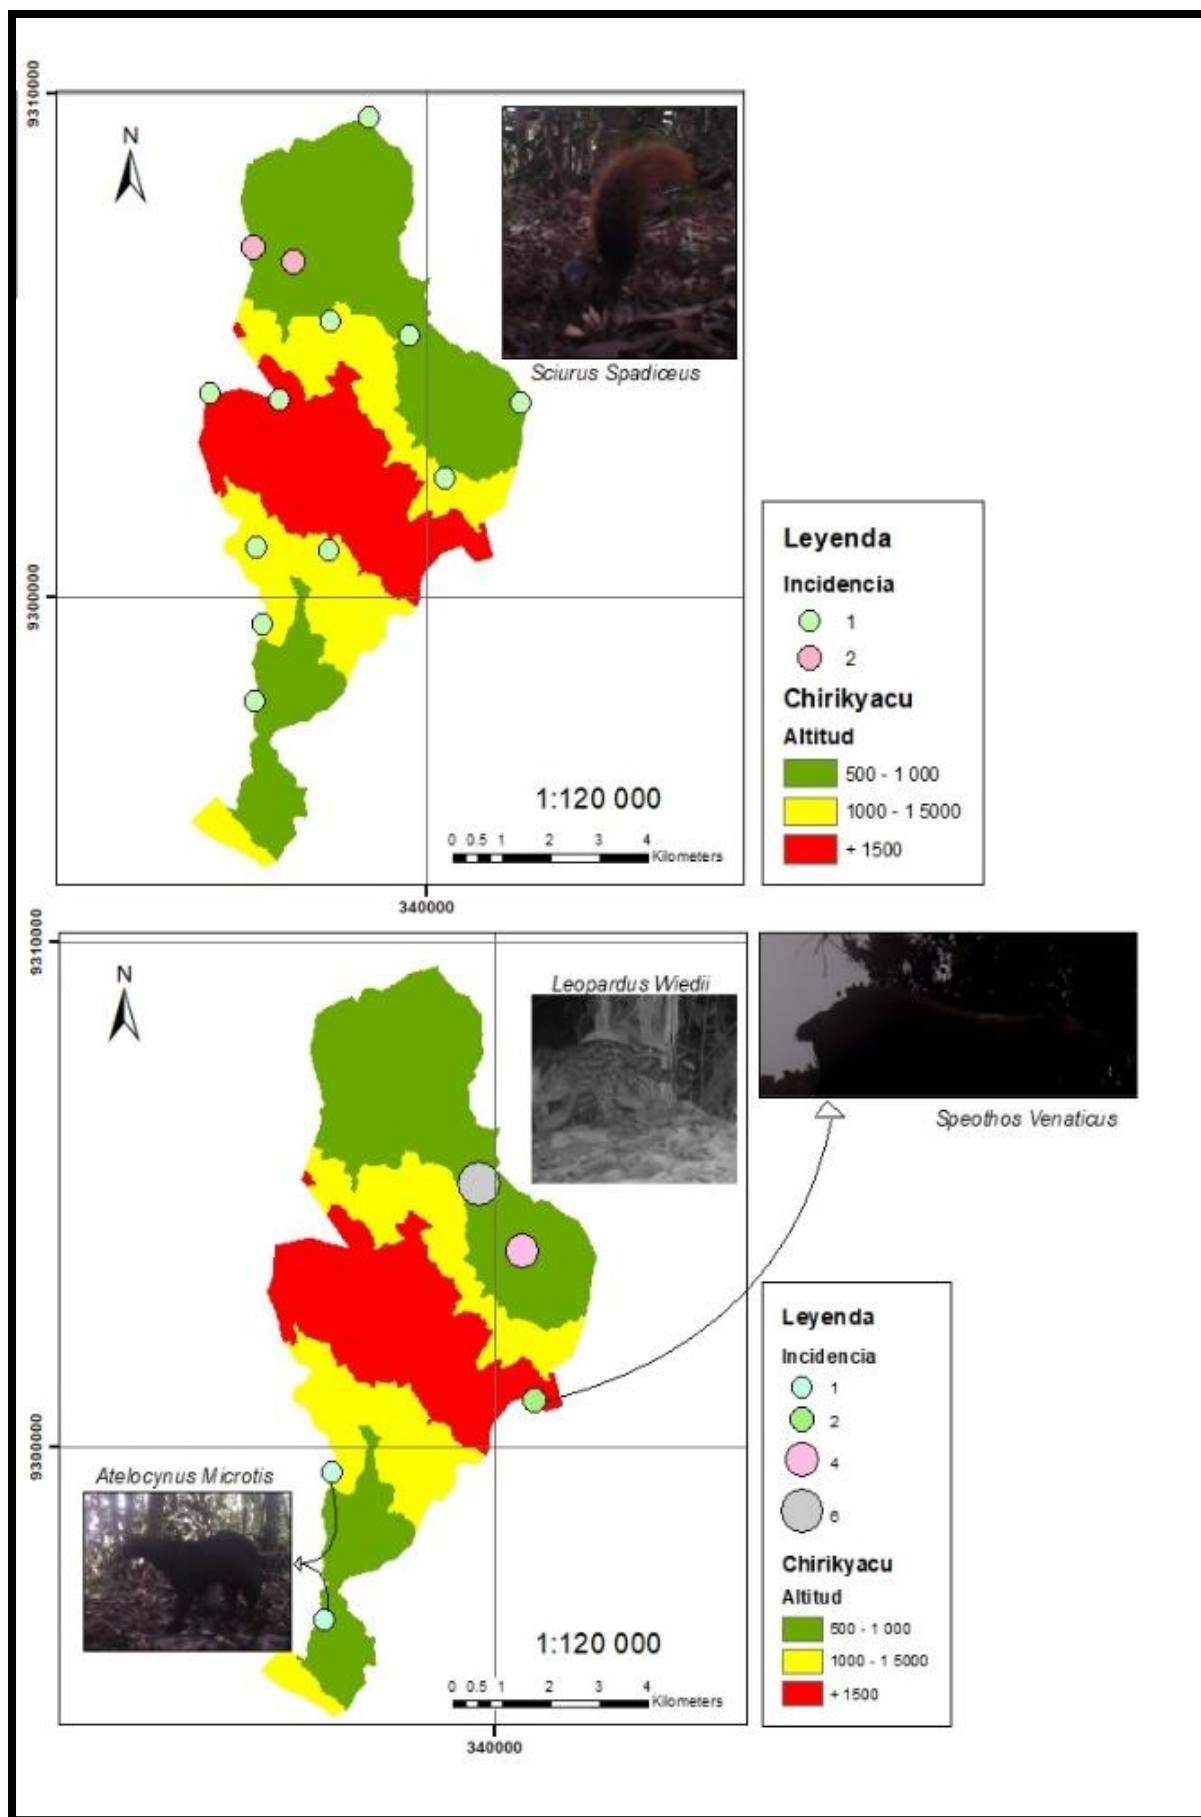 9310000
N
Sciurus Spadiceus
Leyenda
Incidencia
1
2
9300000
Chirikyacu
Altitud
500 - 1 000
1000 - 1 5000
+ 1500
1:120 000
0 0.5 1 2 3 4
Kilometers
340000
9310000
N
Leopardus Wiedii
Speothos Venaticus
Leyenda
Incidencia
1
2
4
6
9300000
Atelocynus Microtis
Chirikyacu
Altitud
500 - 1 000
1000 - 1 5000
+ 1500
1:120 000
0 0.5 1 2 3 4
Kilometers
340000